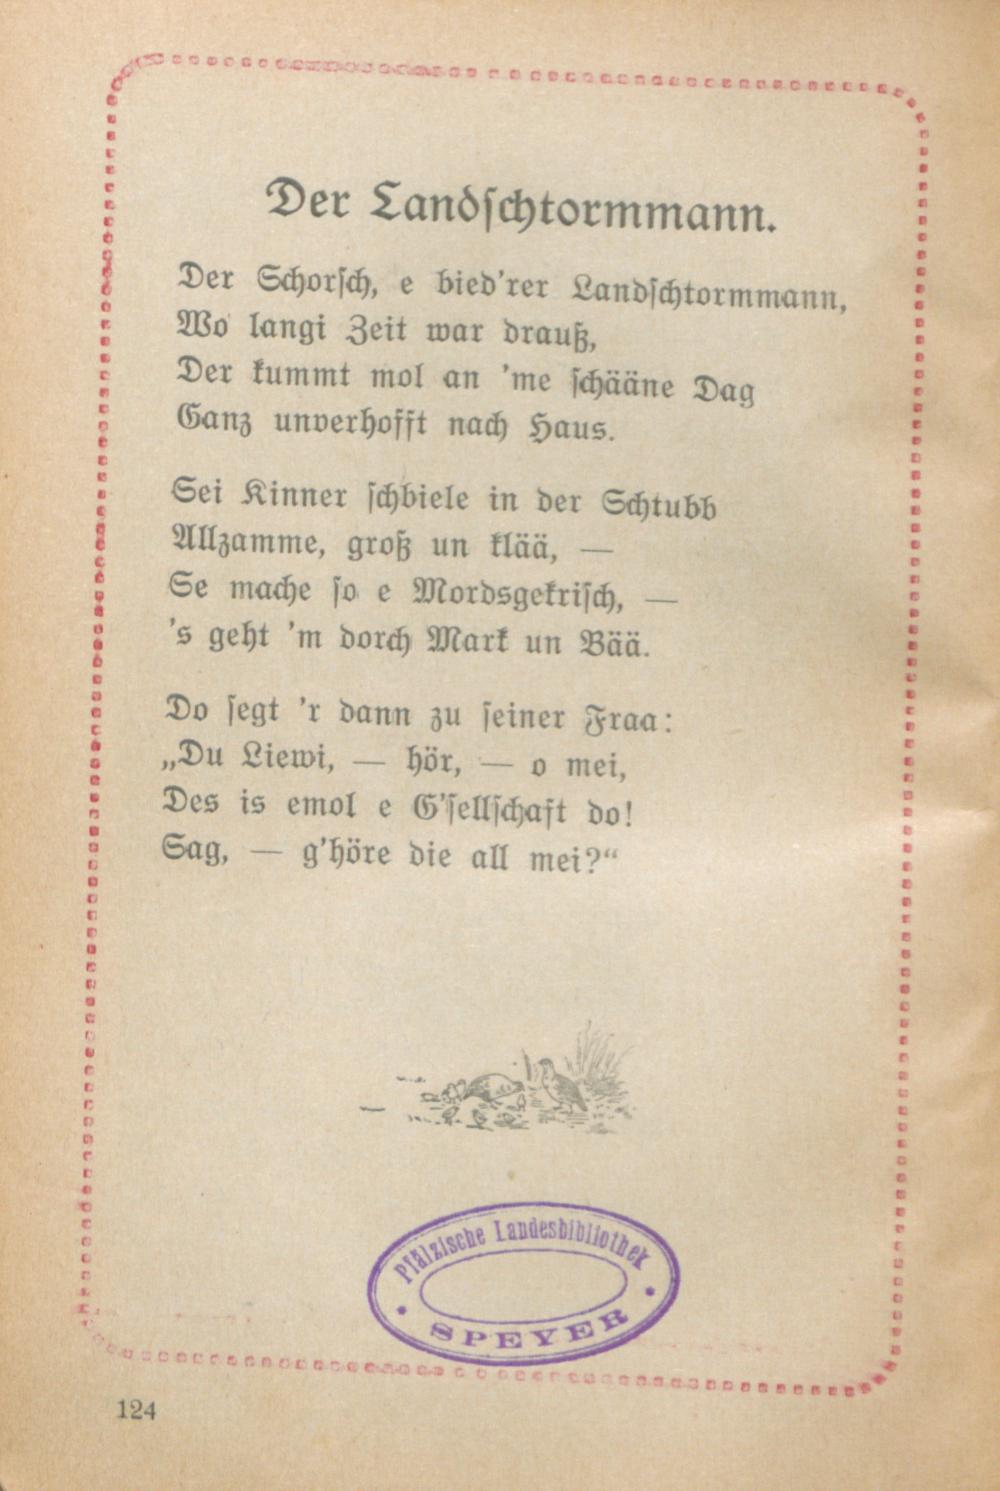 Der Landschtormmann.
Der Schorsch, e bied'rer Landschtormmann,
Wo langi Zeit war drauß,
Der kummt mol an 'me schääne Dag
Ganz unverhofft nach Haus.
Sei Kinner schbiele in der Schtubb
Allzamme, groß un klää, —
Se mache so e Mordsgekrisch, —
's geht 'm dorch Mark un Bää.
Do segt 'r dann zu seiner Fraa:
„Du Liewi, — hör, — o mei,
Des is emol e G'sellschaft do!
Sag, — g'höre die all mei?“
Pfälzische Landesbibliothek
SPEYER
124